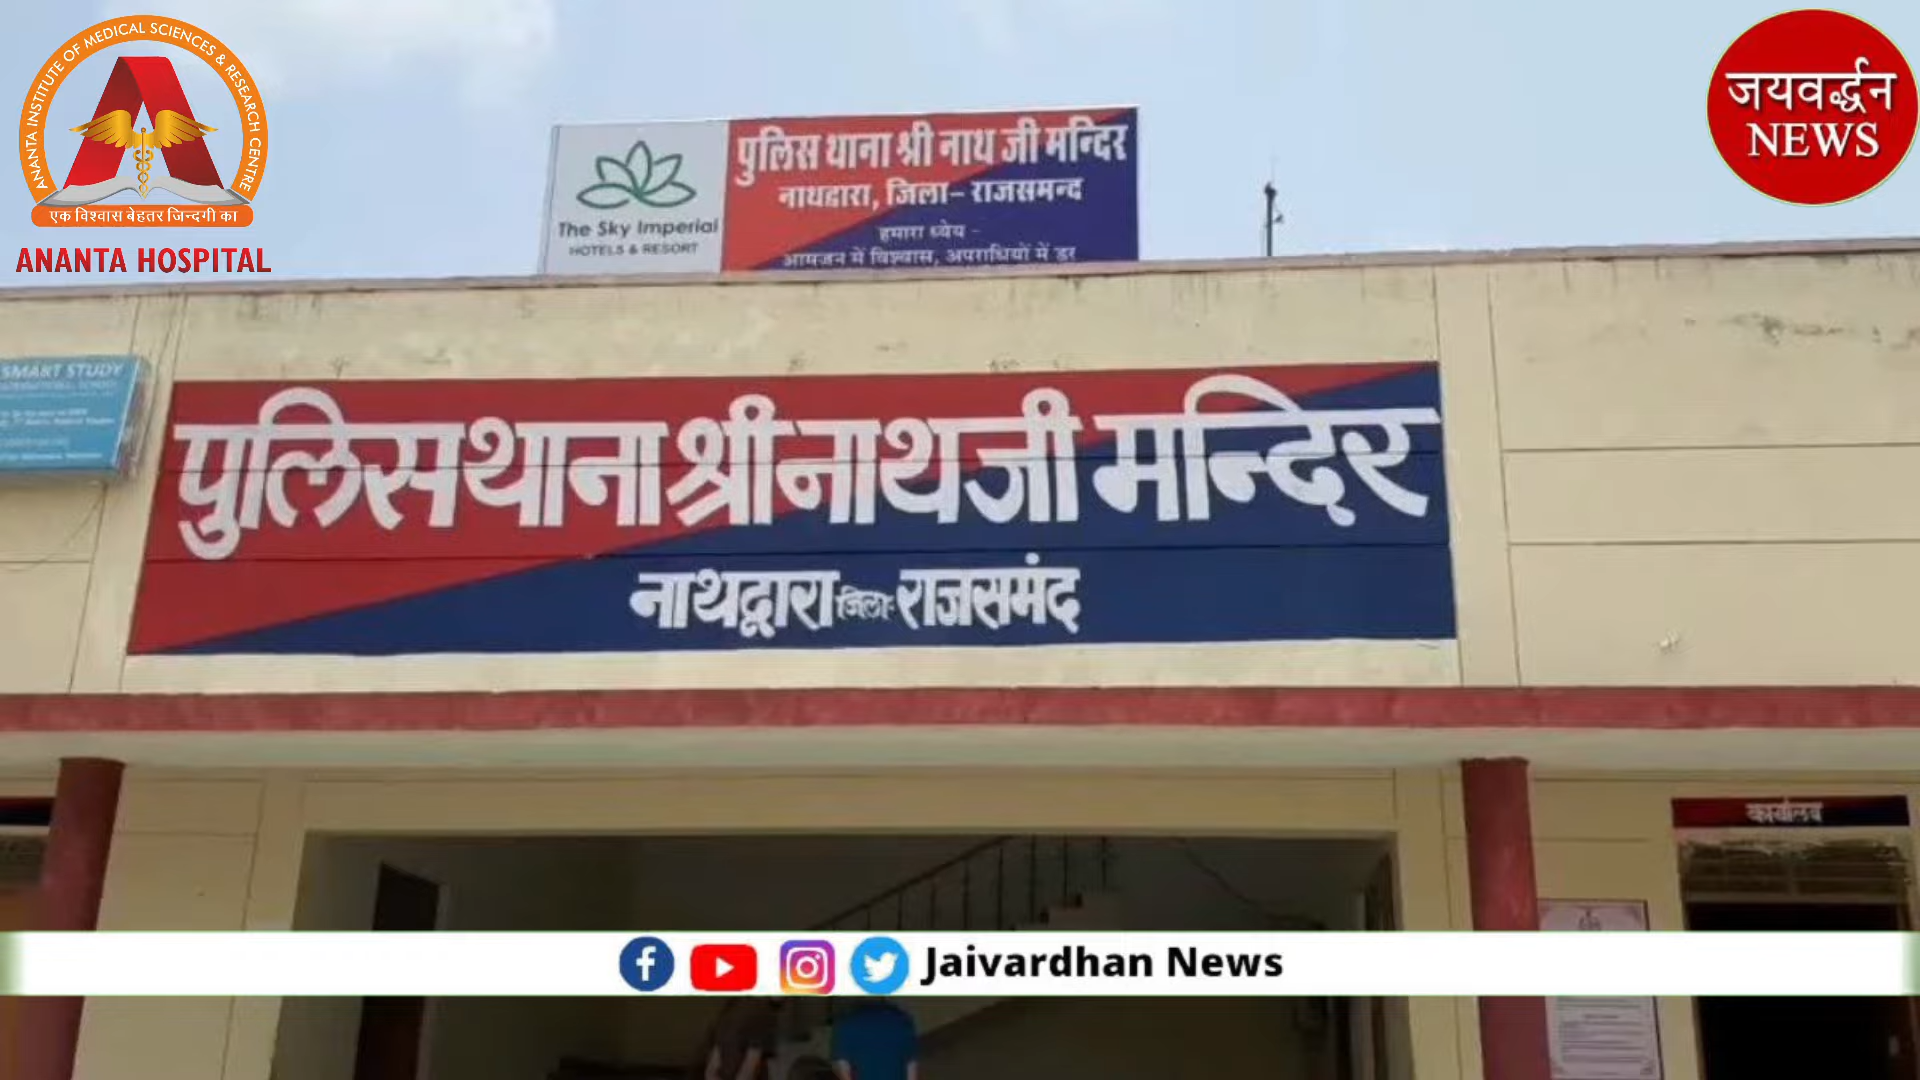 ANANTA INSTITUTE OF MEDICAL SCIENCES & RESEARCH CENTRE
एक विश्वास बेहतर जिन्दगी का
ANANTA HOSPITAL
जयवर्द्धन
NEWS
The Sky Imperial
HOTELS & RESORT
पुलिस थाना श्री नाथ जी मन्दिर
नाथद्वारा, जिला- राजसमन्द
हमारा ध्येय -
आमजन में विश्वास, अपराधियों में डर
SMART STUDY
पुलिस थाना श्रीनाथजी मन्दिर
नाथद्वारा जिला- राजसमंद
कार्यालय
Jaivardhan News